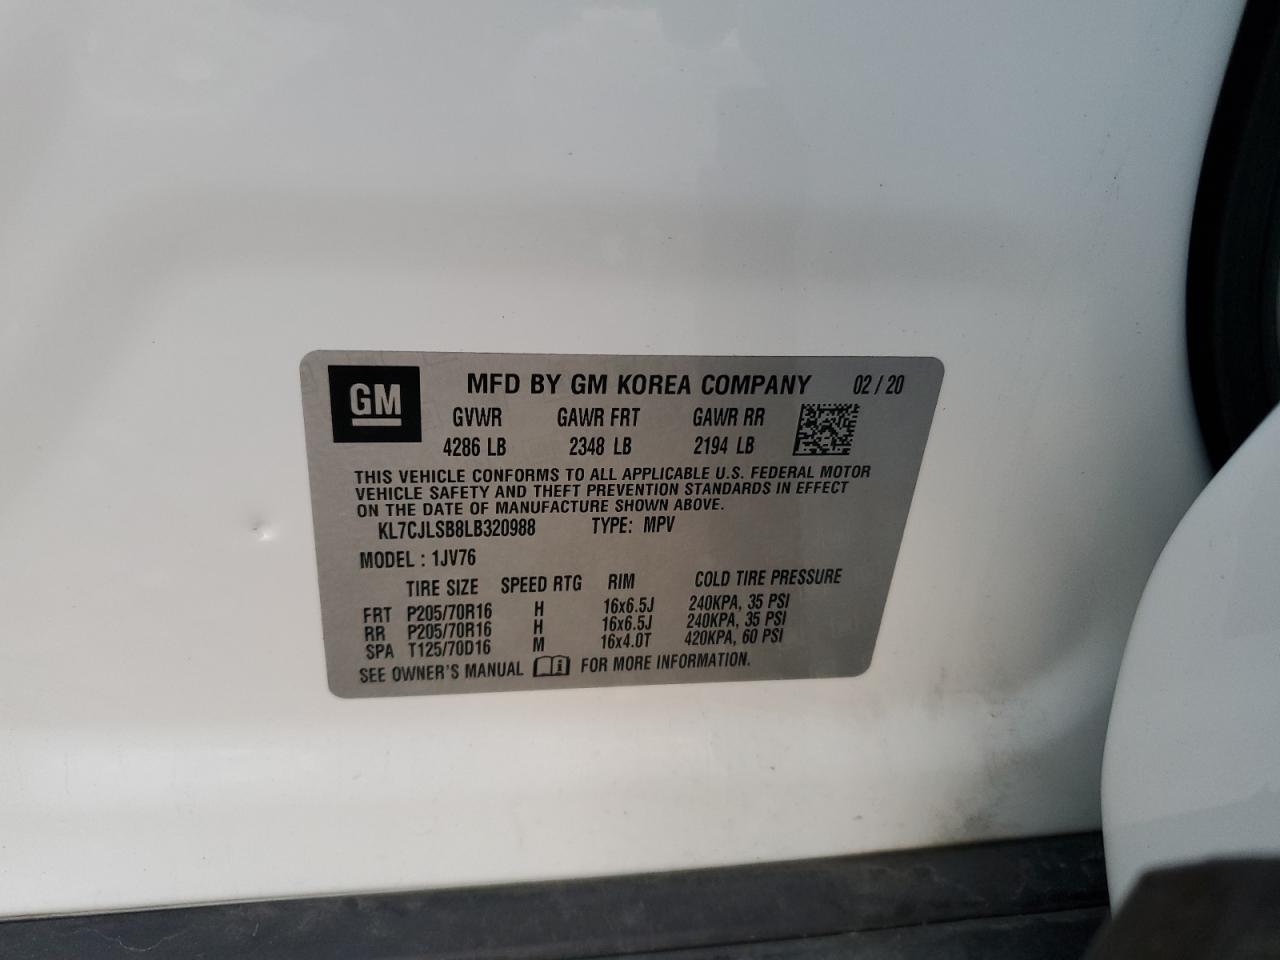 GM MFD BY GM KOREA COMPANY 02 / 20
GVWR GAWR FRT GAWR RR
4286 LB 2348 LB 2194 LB
THIS VEHICLE CONFORMS TO ALL APPLICABLE U.S. FEDERAL MOTOR
VEHICLE SAFETY AND THEFT PREVENTION STANDARDS IN EFFECT
ON THE DATE OF MANUFACTURE SHOWN ABOVE.
KL7CJLSB8LB320988 TYPE: MPV
MODEL : 1JV76
TIRE SIZE SPEED RTG RIM COLD TIRE PRESSURE
FRT P205/70R16 H 16x6.5J 240KPA, 35 PSI
RR P205/70R16 H 16x6.5J 240KPA, 35 PSI
SPA T125/70D16 M 16x4.0T 420KPA, 60 PSI
SEE OWNER'S MANUAL FOR MORE INFORMATION.